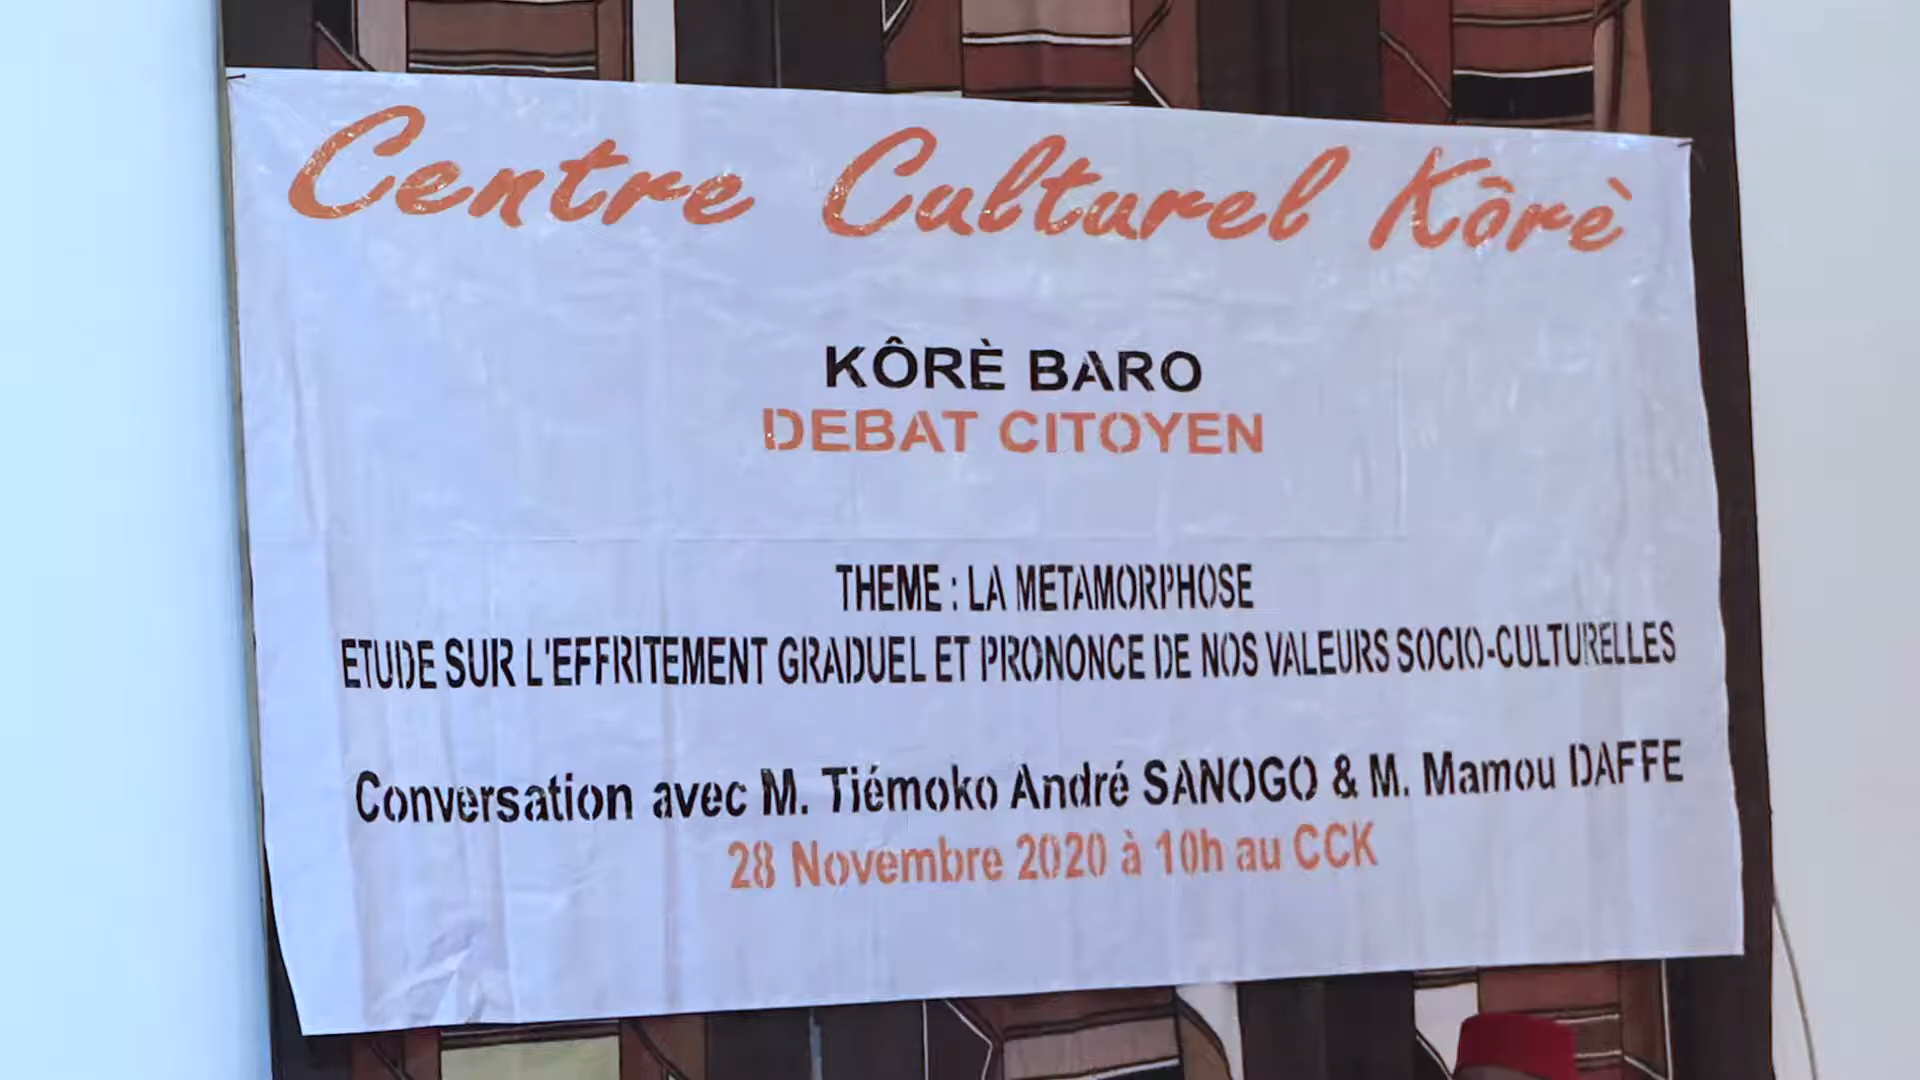 Centre Culturel Kôrè
KÔRÈ BARO
DEBAT CITOYEN
THEME : LA METAMORPHOSE
ETUDE SUR L'EFFRITEMENT GRADUEL ET PRONONCE DE NOS VALEURS SOCIO-CULTURELLES
Conversation avec M. Tiémoko André SANOGO & M. Mamou DAFFE
28 Novembre 2020 à 10h au CCK